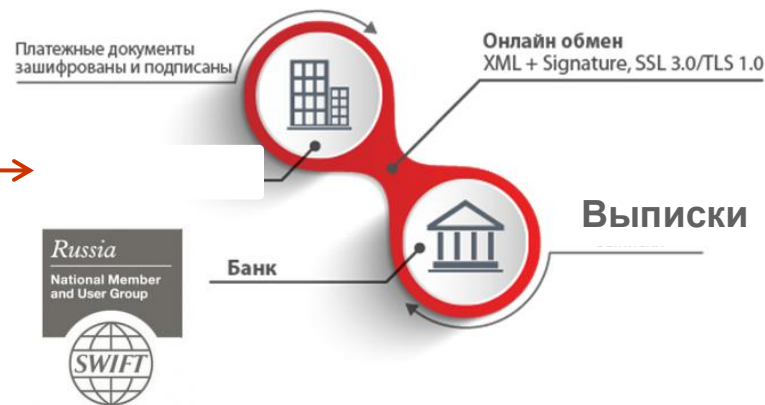 Платежные документы
зашифрованы и подписаны
Онлайн обмен
XML + Signature, SSL 3.0/TLS 1.0
Выписки
Russia
National Member
and User Group
SWIFT
Банк